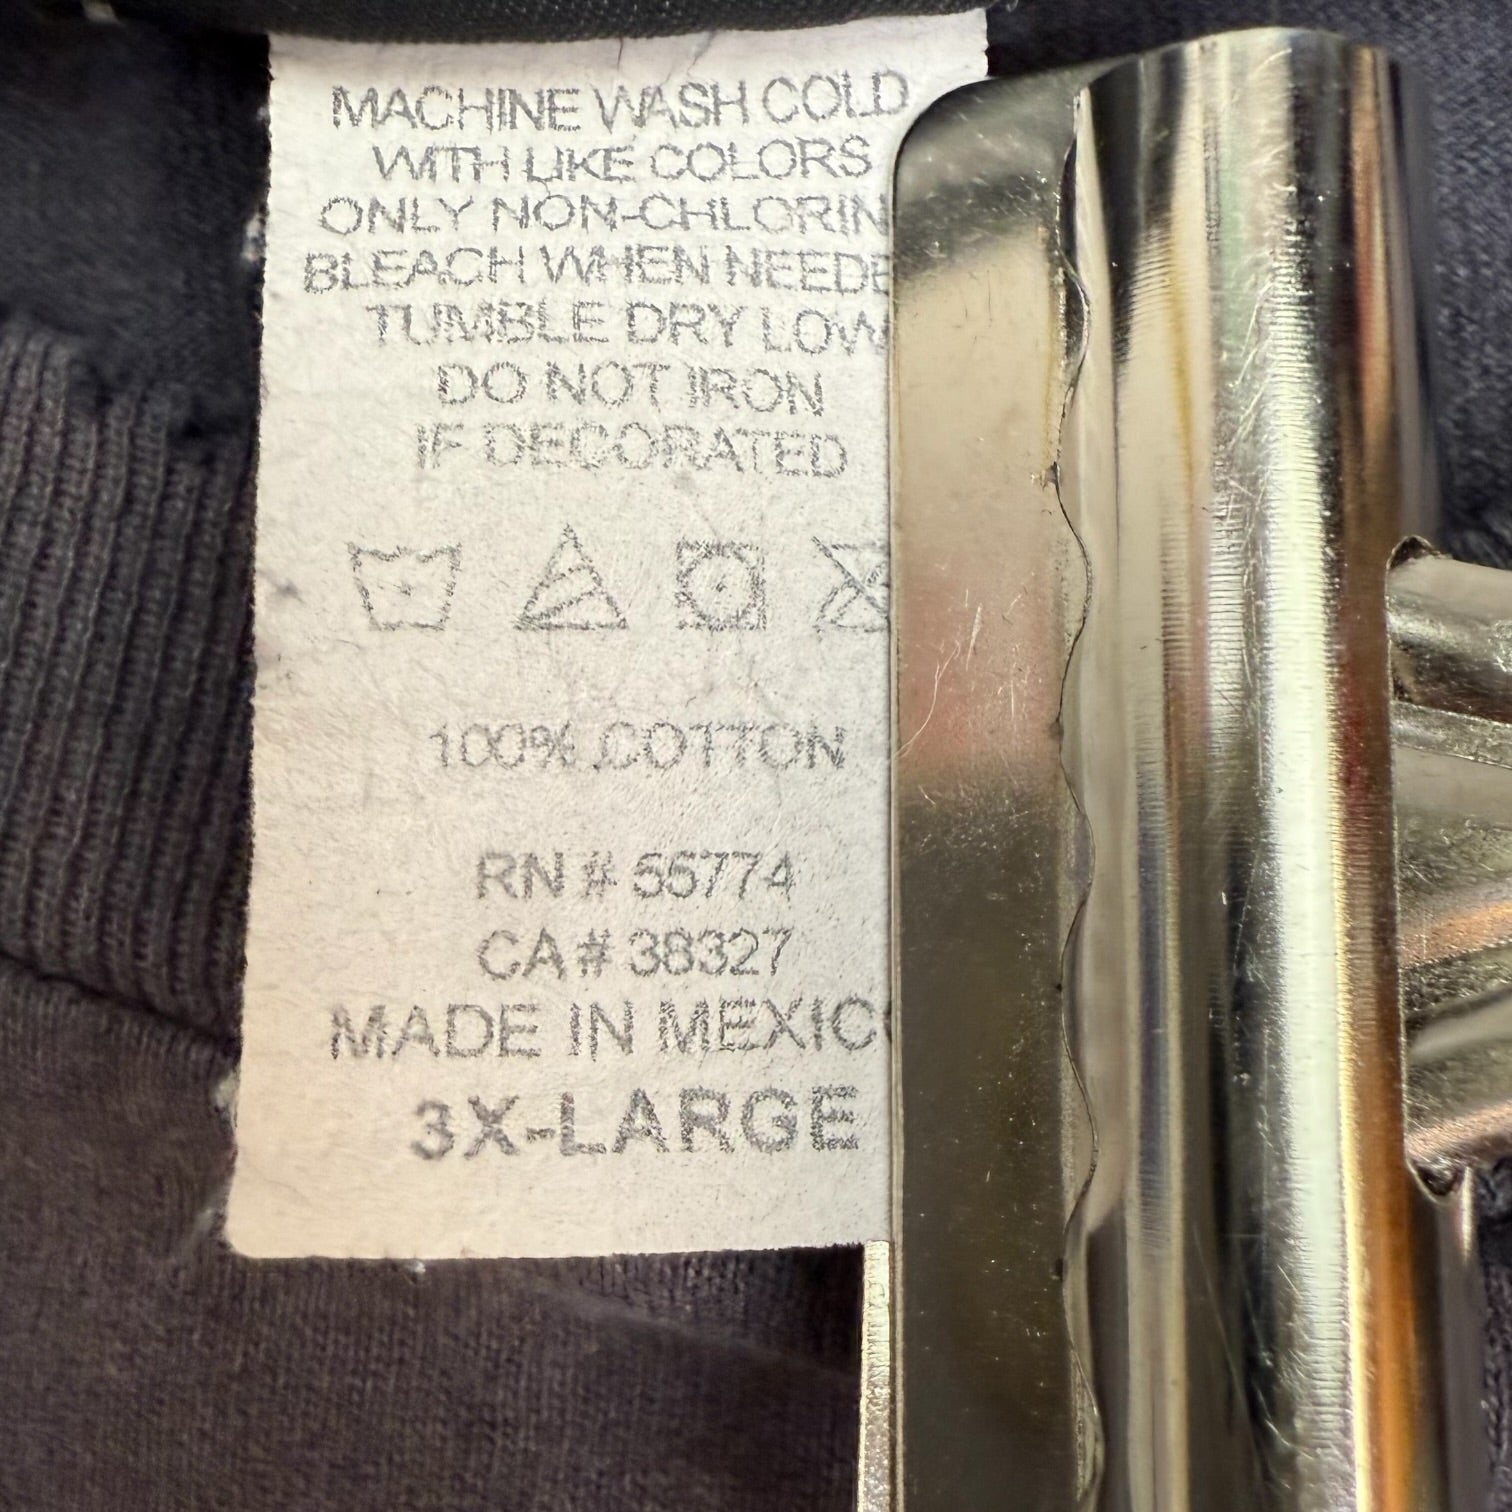 MACHINE WASH COLD
WITH LIKE COLORS
ONLY NON-CHLORIN
BLEACH WHEN NEEDE
TUMBLE DRY LOW
DO NOT IRON
IF DECORATED
100% COTTON
RN # 55774
CA # 38327
MADE IN MEXICO
3X-LARGE